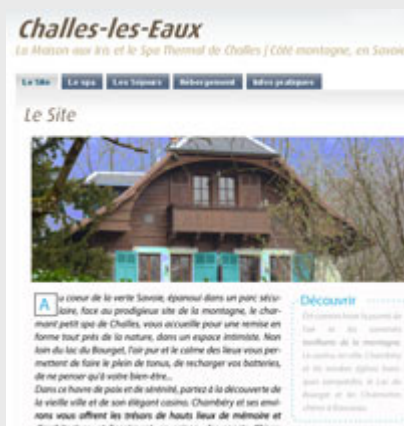 Challes-les-Eaux
La Maison aux Iris et le Spa Thermal de Challes | Côté montagne, en Savoie
Le Site Le spa Les Séjours Hébergement Infos pratiques
Le Site
Au coeur de la verte Savoie, épanoui dans un parc sécu-
laire, face au prodigieux site de la montagne, le char-
mant petit spa de Challes, vous accueille pour une remise en
forme tout près de la nature, dans un espace intimiste. Non
loin du lac du Bourget, l'air pur et le calme des lieux vous per-
mettent de faire le plein de tonus, de recharger vos batteries,
de ne penser qu'à votre bien-être...
Dans ce havre de paix et de sérénité, partez à la découverte de
la vieille ville et de son élégant casino. Chambéry et ses envi-
rons vous offrent les trésors de hauts lieux de mémoire et
Découvrir